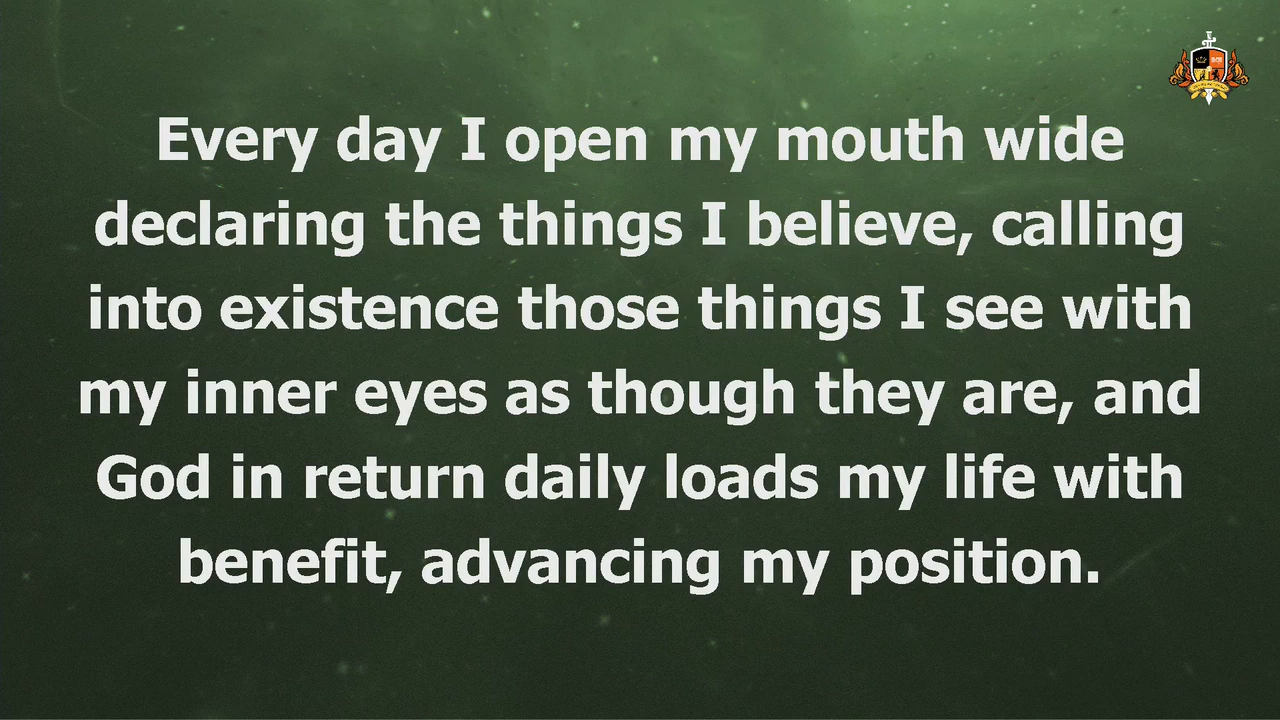 Every day I open my mouth wide
declaring the things I believe, calling
into existence those things I see with
my inner eyes as though they are, and
God in return daily loads my life with
benefit, advancing my position.